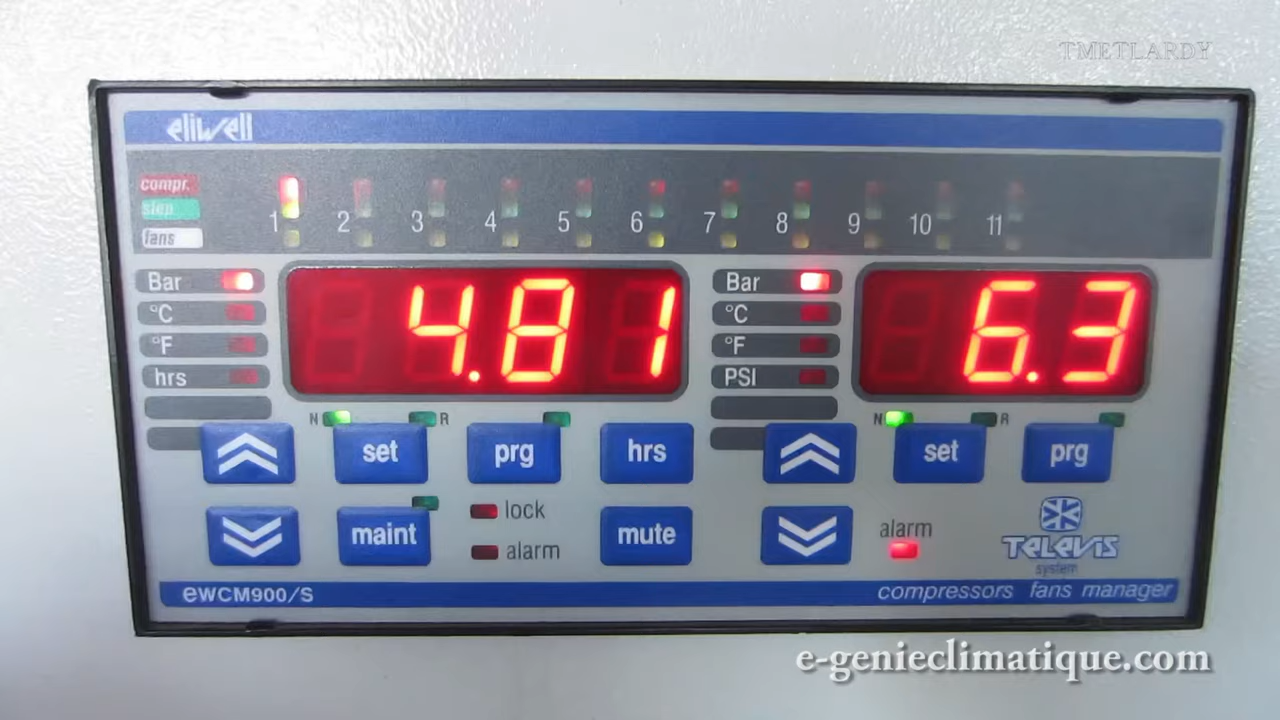 TMETLARDY
eliwell
compr.
step
fans
1 2 3 4 5 6 7 8 9 10 11
Bar
°C
°F
hrs
4.81
Bar
°C
°F
PSI
6.3
N R
N R
set prg hrs
set prg
maint
lock
alarm
mute
alarm
TELEVIS
system
eWCM900/S
compressors fans manager
e-genieclimatique.com